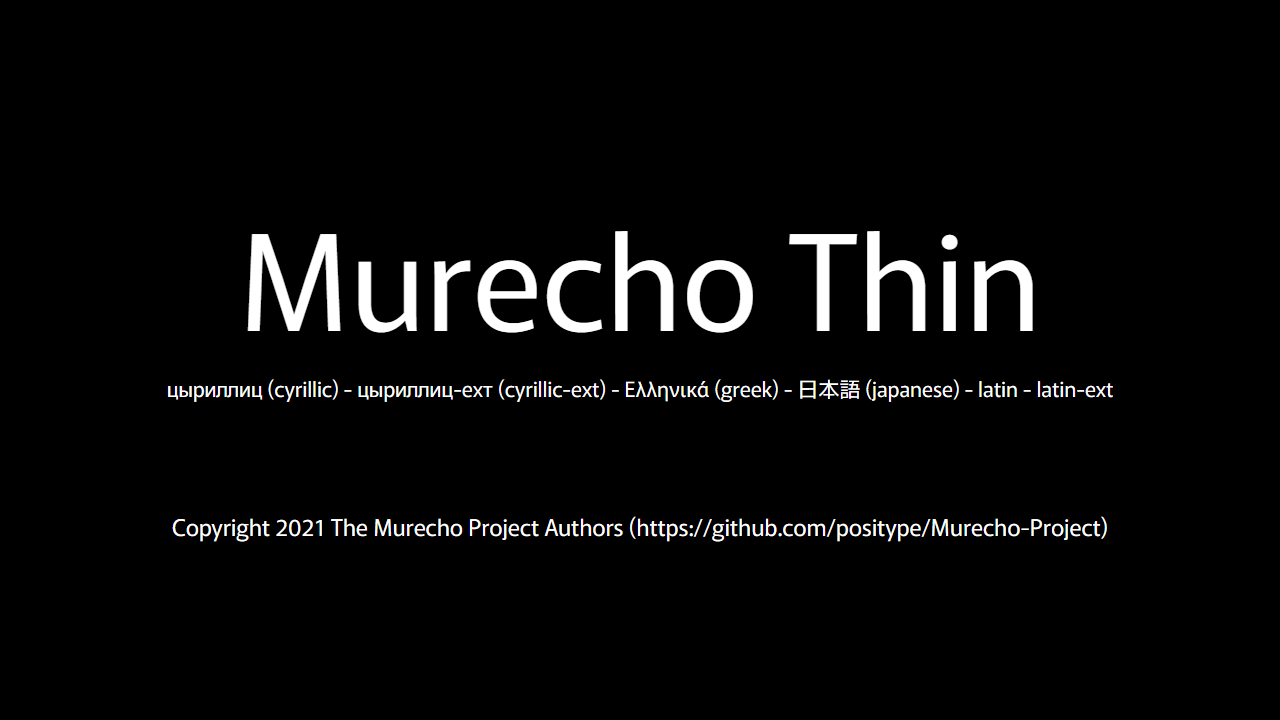 Murecho Thin
цыриллиц (cyrillic) - цыриллиц-ехт (cyrillic-ext) - Ελληνικά (greek) - 日本語 (japanese) - latin - latin-ext
Copyright 2021 The Murecho Project Authors (https://github.com/positype/Murecho-Project)